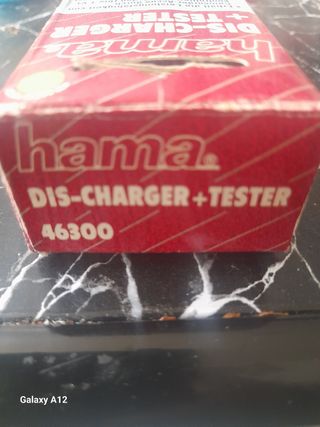 hama®
DIS-CHARGER
+ TESTER
hama®
DIS-CHARGER+TESTER
46300
Galaxy A12